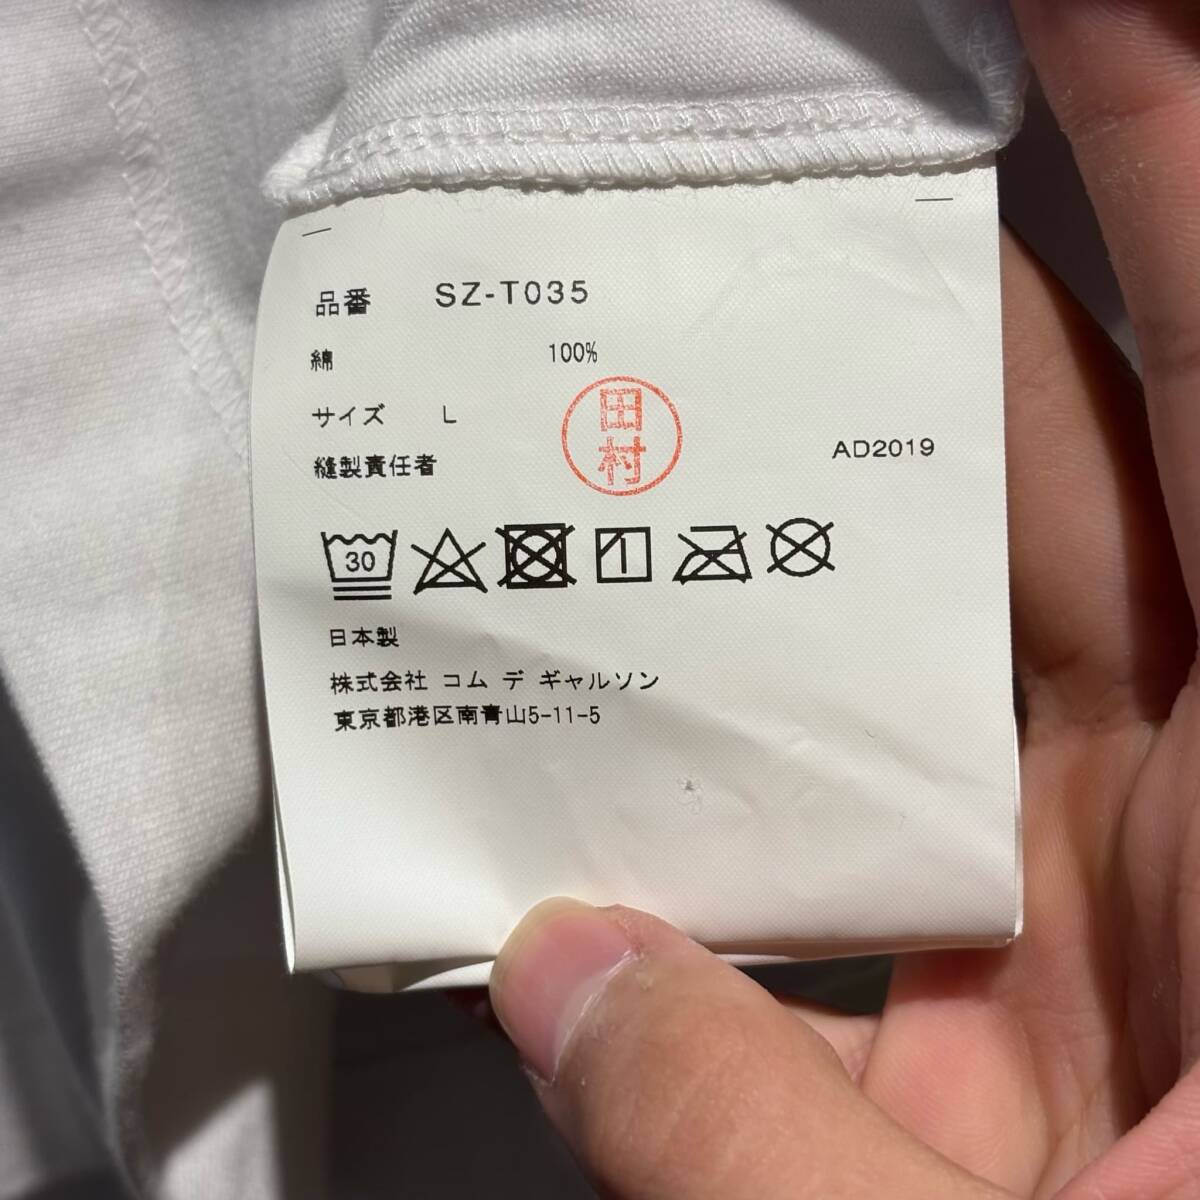 品番 SZ-T035
綿 100%
サイズ L
田村
縫製責任者 AD2019
30
日本製
株式会社 コム デ ギャルソン
東京都港区南青山5-11-5